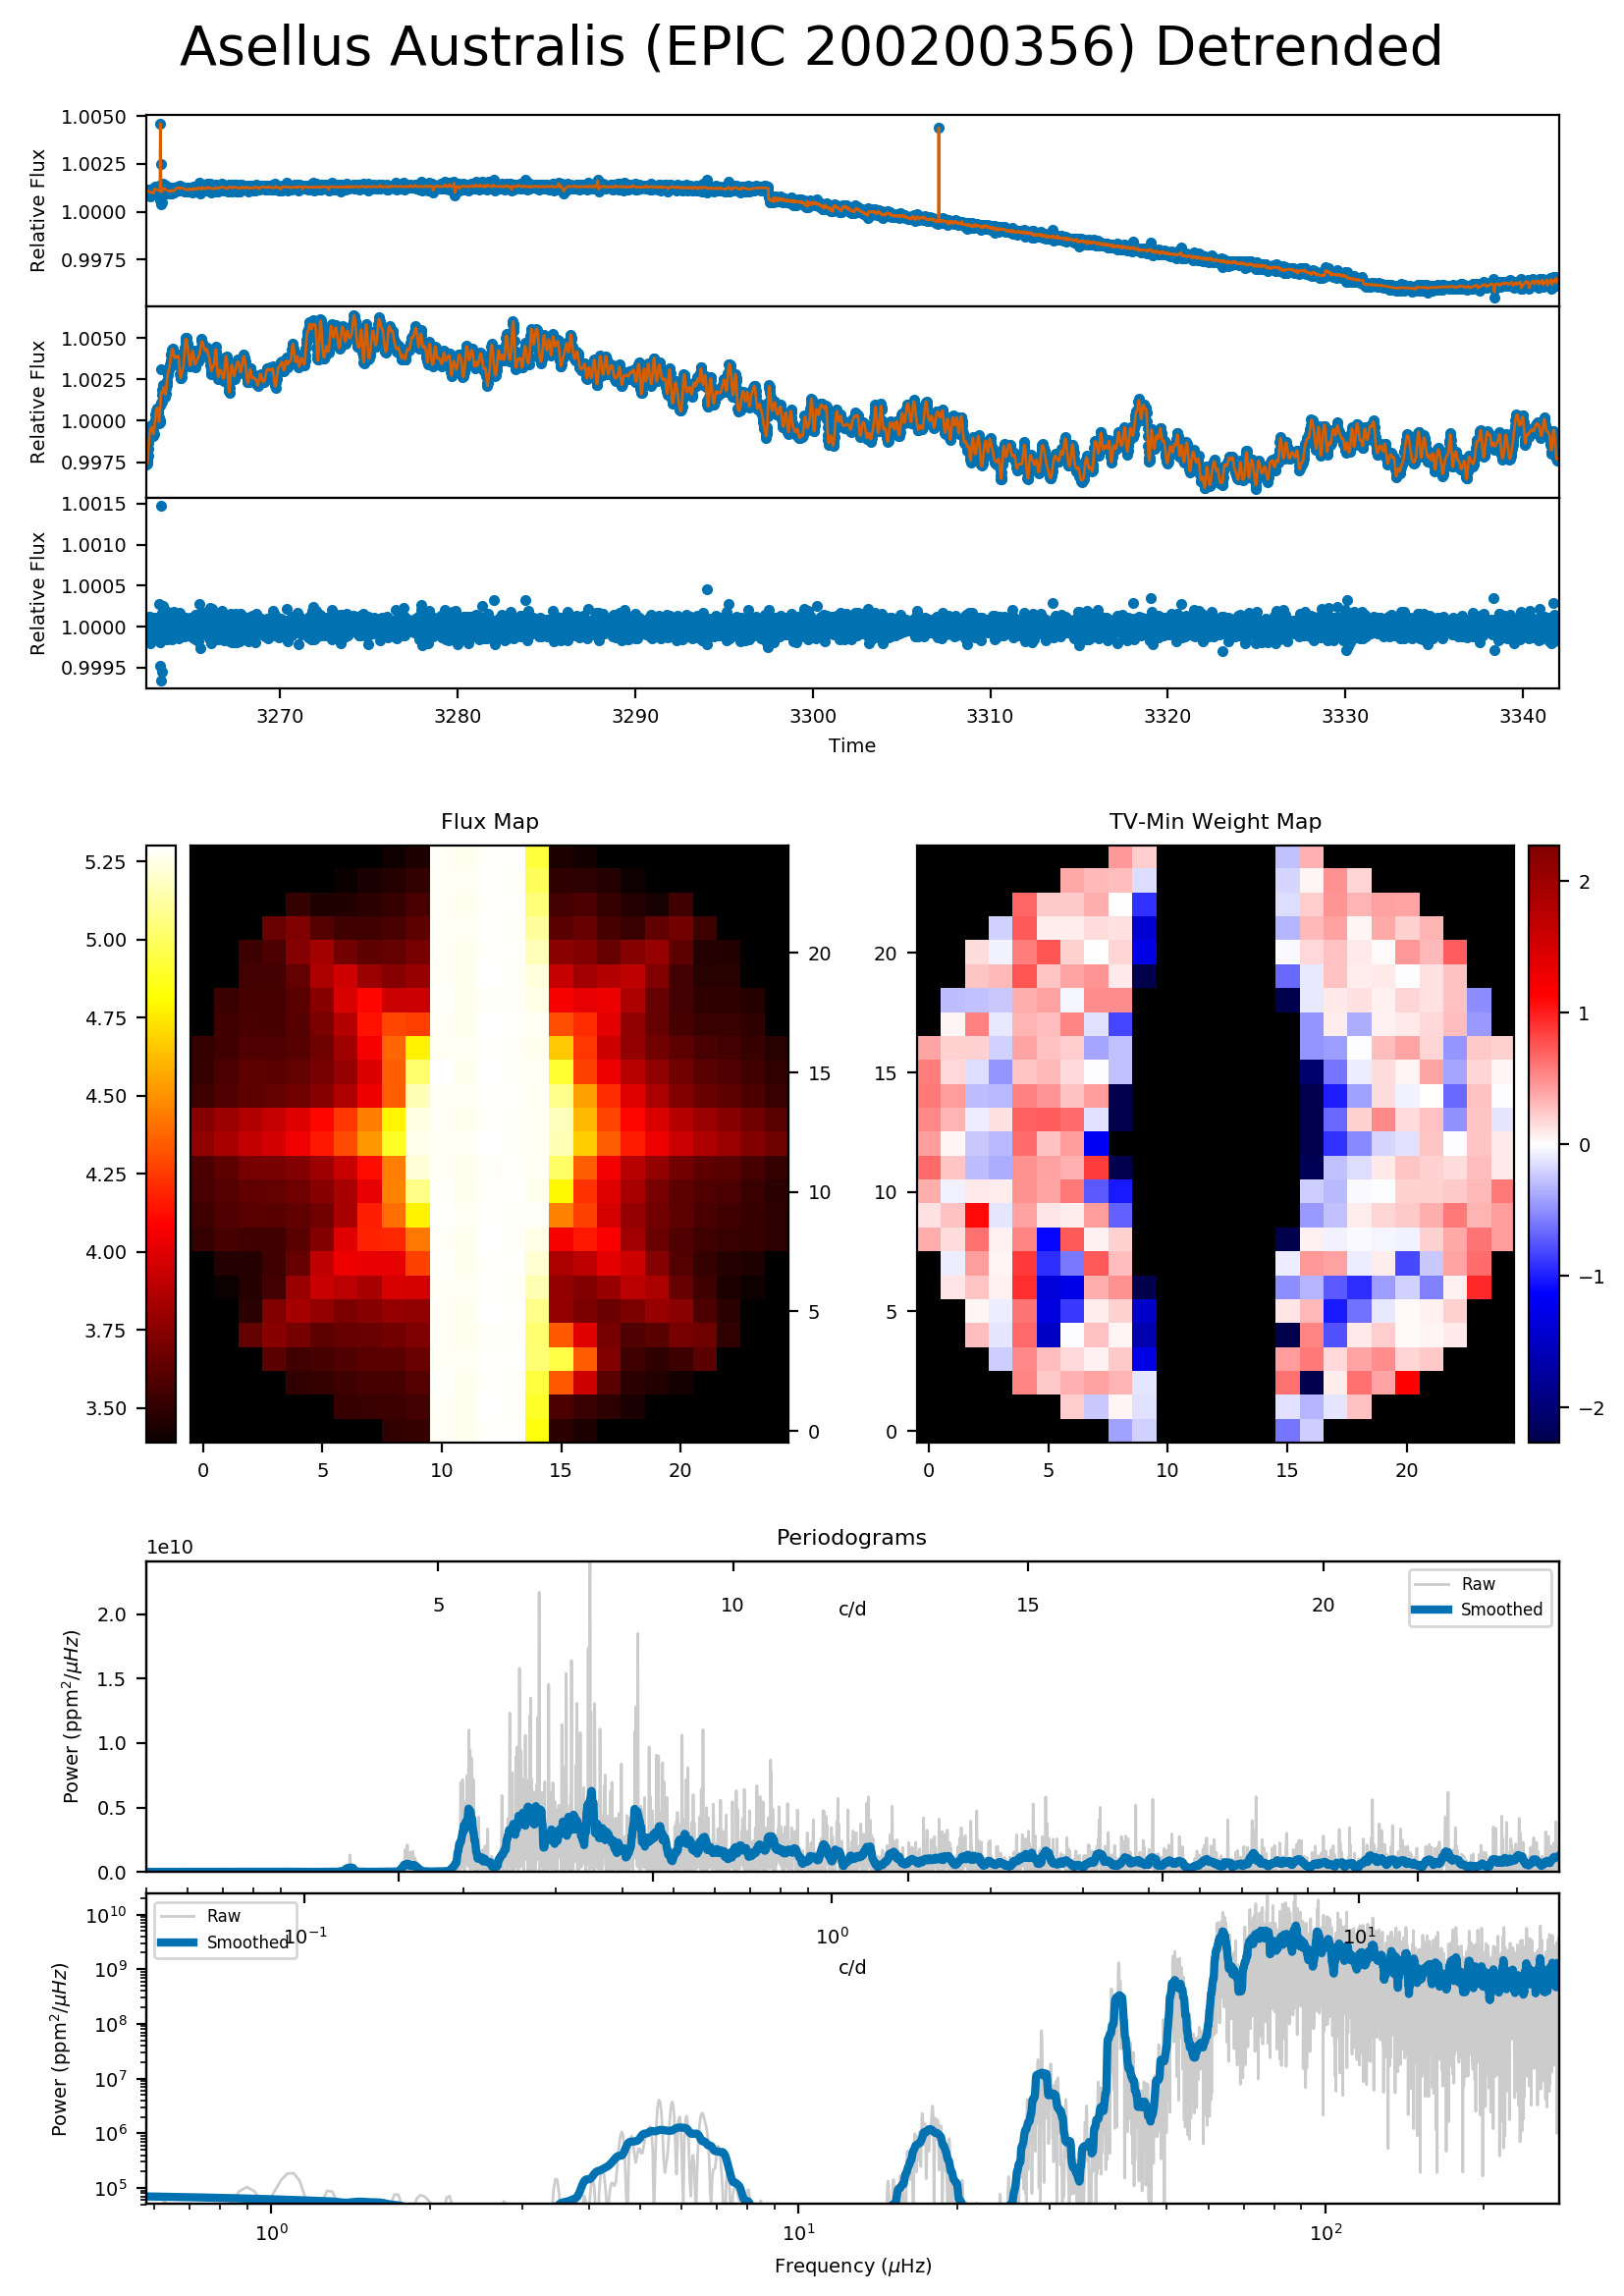 Asellus Australis (EPIC 200200356) Detrended
Relative Flux
1.0050
1.0025
1.0000
0.9975
Relative Flux
1.0050
1.0025
1.0000
0.9975
Relative Flux
1.0015
1.0010
1.0005
1.0000
0.9995
3270 3280 3290 3300 3310 3320 3330 3340
Time
Flux Map
5.25
5.00
4.75
4.50
4.25
4.00
3.75
3.50
20
15
10
5
0
0 5 10 15 20
TV-Min Weight Map
20
15
10
5
0
0 5 10 15 20
2
1
0
−1
−2
Periodograms
1e10
Power (ppm²/μHz)
2.0
1.5
1.0
0.5
0.0
5 10 15 20
c/d
Raw
Smoothed
Power (ppm²/μHz)
10¹⁰
10⁹
10⁸
10⁷
10⁶
10⁵
Raw
Smoothed
10⁻¹ 10⁰ 10¹
c/d
10⁰ 10¹ 10²
Frequency (μHz)